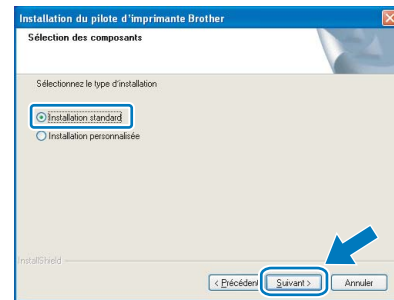 Installation du pilote d'imprimante Brother
Sélection des composants
Sélectionnez le type d'installation
Installation standard
Installation personnalisée
InstallShield
< Précédent Suivant > Annuler